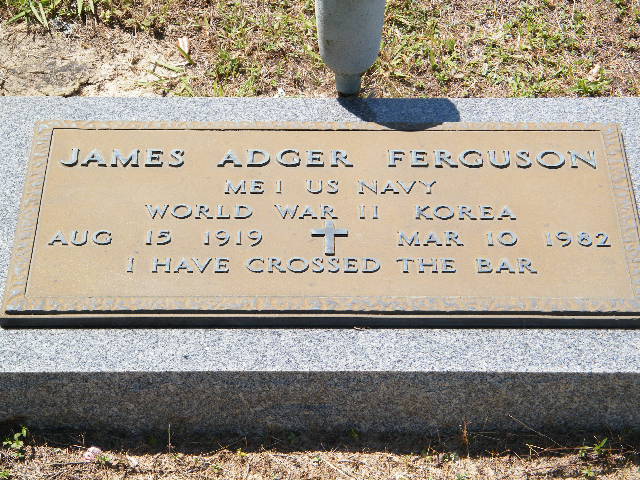 JAMES ADGER FERGUSON
ME1 US NAVY
WORLD WAR II KOREA
AUG 15 1919 MAR 10 1982
I HAVE CROSSED THE BAR